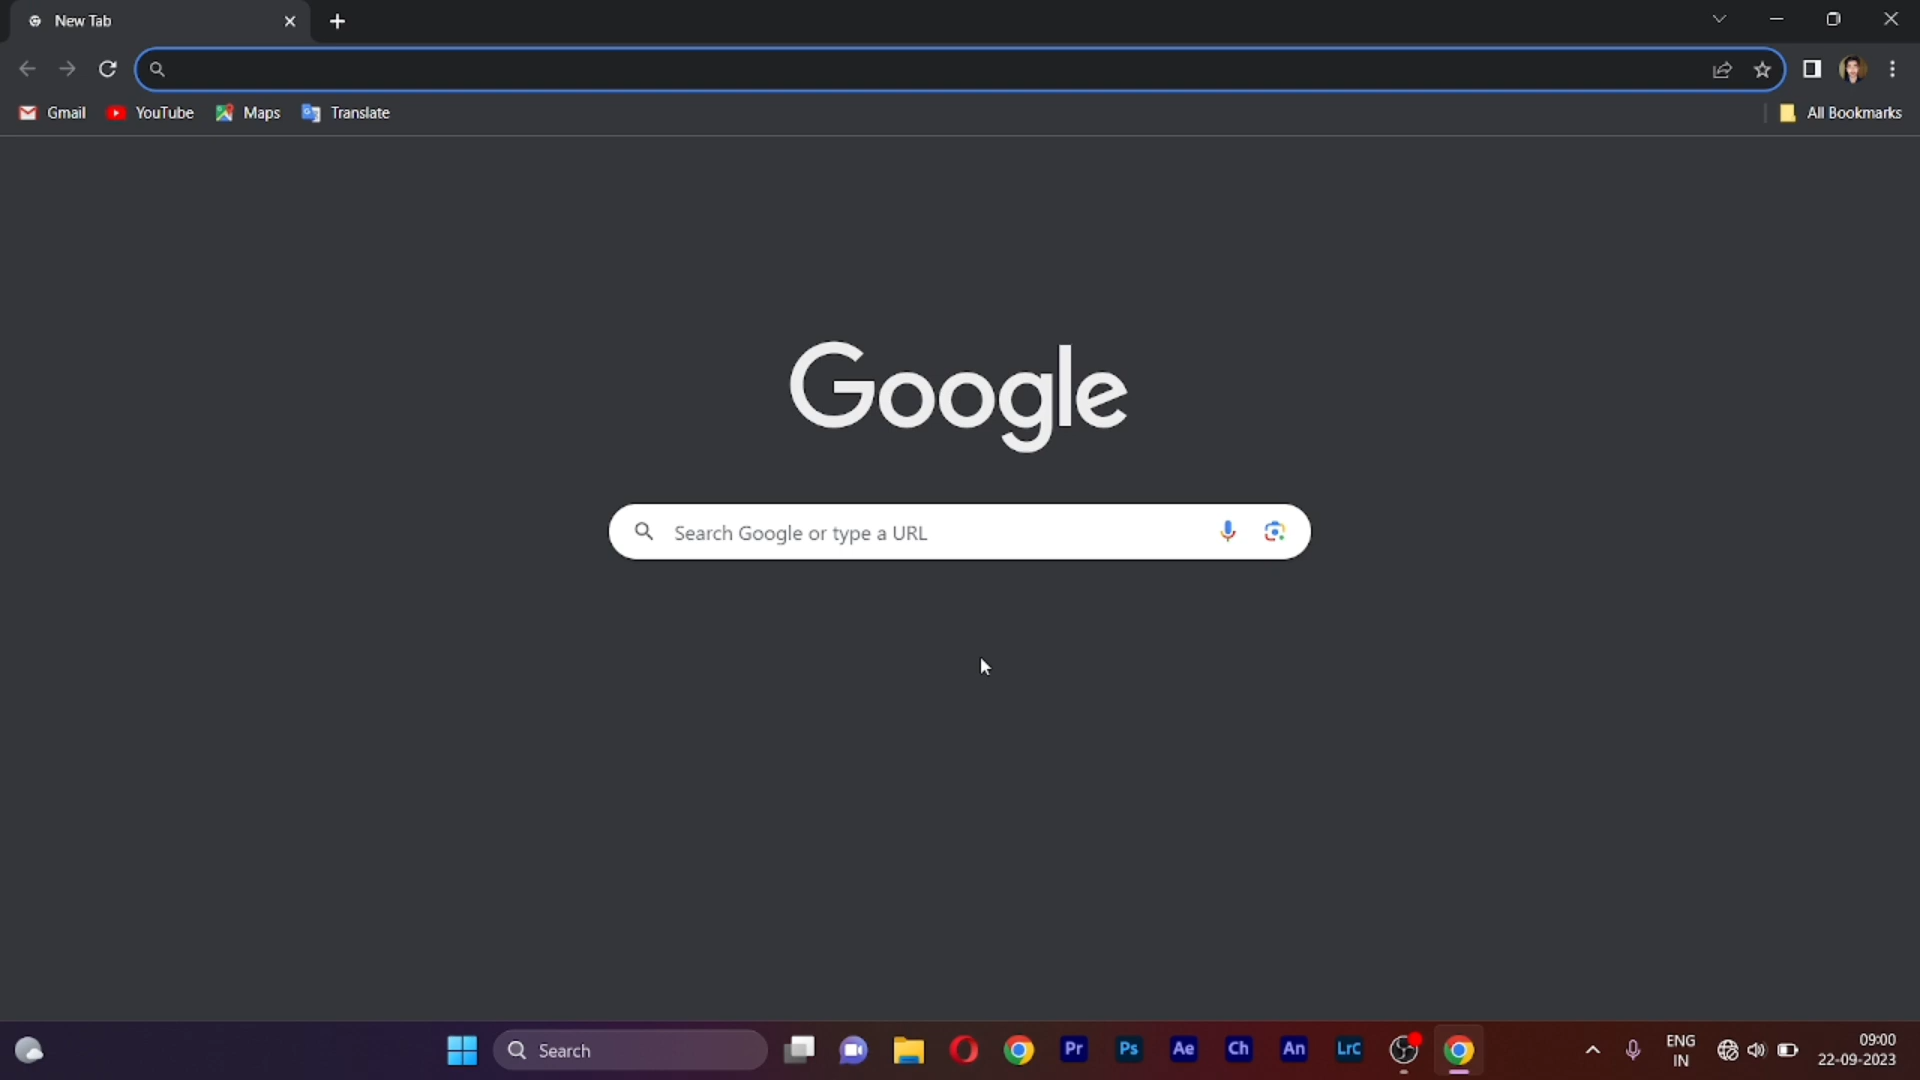 New Tab
Gmail YouTube Maps Translate All Bookmarks
Google
Search Google or type a URL
Search Pr Ps Ae Ch An LrC ENG IN 09:00
22-09-2023